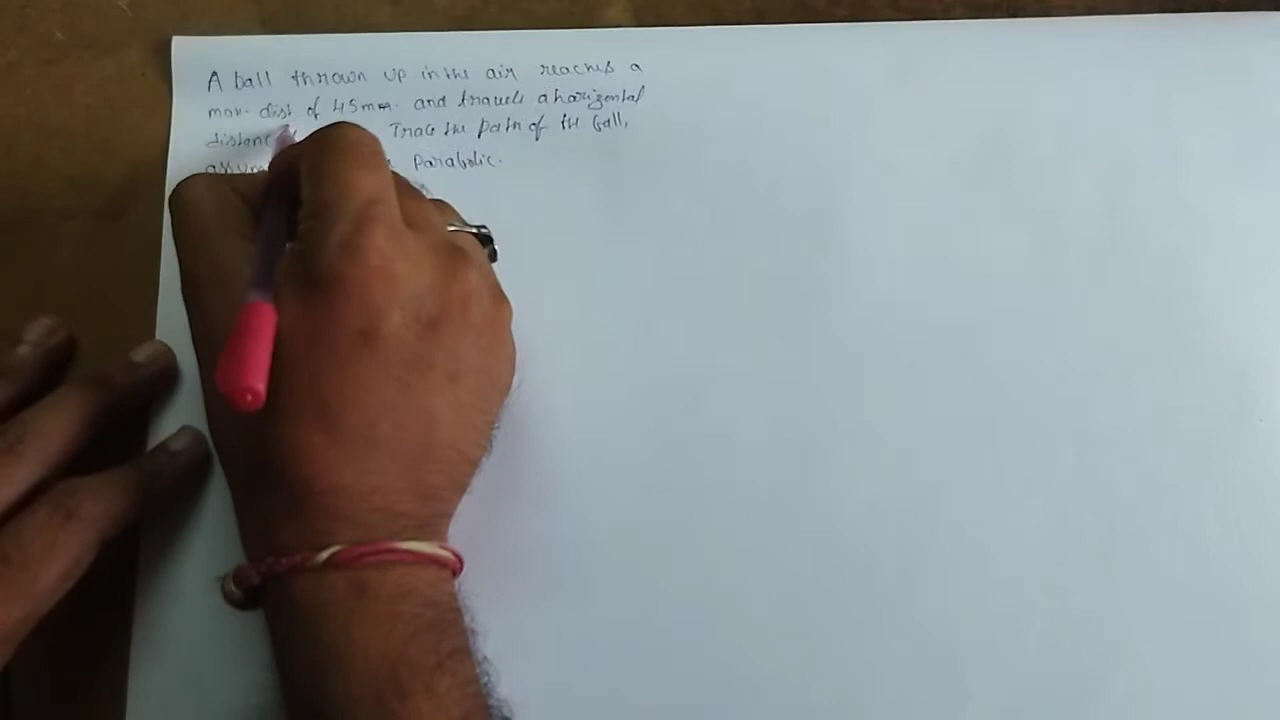 A ball thrown up in the air reaches a
max. dist of 45m. and travels a horizontal
Trace the path of the ball,
parabolic.